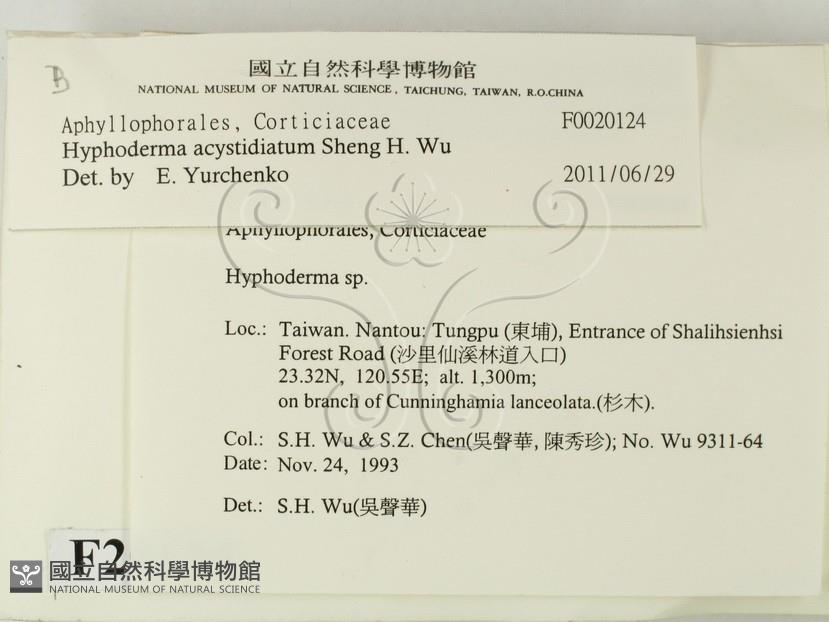 B
國立自然科學博物館
NATIONAL MUSEUM OF NATURAL SCIENCE, TAICHUNG, TAIWAN, R.O.CHINA
Aphyllophorales, Corticiaceae F0020124
Hyphoderma acystidiatum Sheng H. Wu
Det. by E. Yurchenko 2011/06/29
Aphyllophorales, Corticiaceae
Hyphoderma sp.
Loc.: Taiwan. Nantou: Tungpu (東埔), Entrance of Shalihsienhsi
Forest Road (沙里仙溪林道入口)
23.32N, 120.55E; alt. 1,300m;
on branch of Cunninghamia lanceolata.(杉木).
Col.: S.H. Wu & S.Z. Chen(吳聲華, 陳秀珍); No. Wu 9311-64
Date: Nov. 24, 1993
Det.: S.H. Wu(吳聲華)
F2
國立自然科學博物館
NATIONAL MUSEUM OF NATURAL SCIENCE